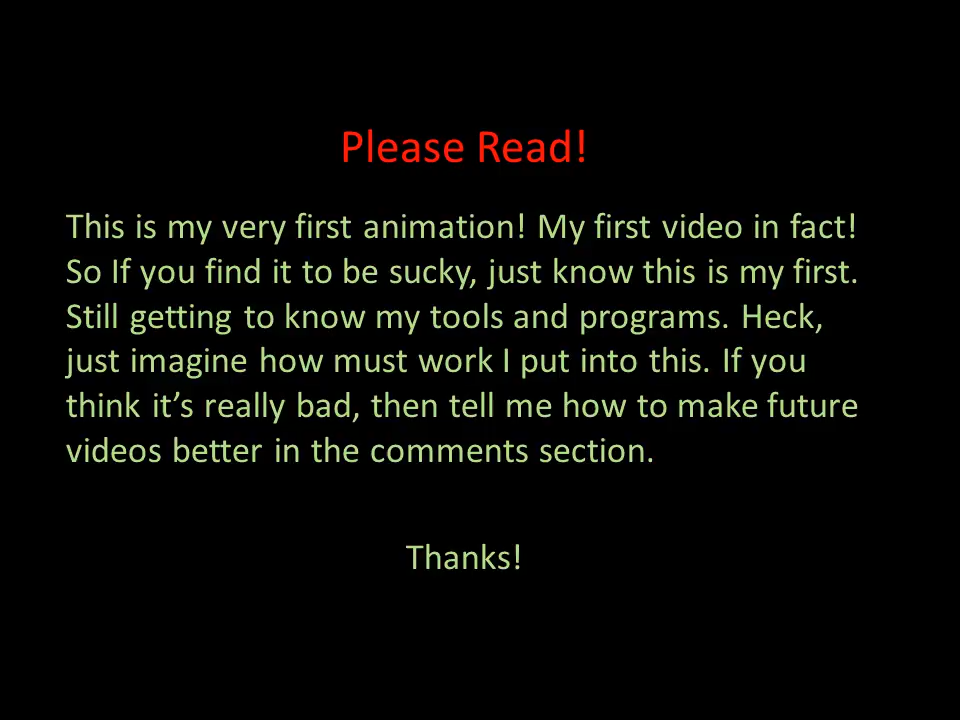 Please Read!
This is my very first animation! My first video in fact!
So If you find it to be sucky, just know this is my first.
Still getting to know my tools and programs. Heck,
just imagine how must work I put into this. If you
think it’s really bad, then tell me how to make future
videos better in the comments section.
Thanks!